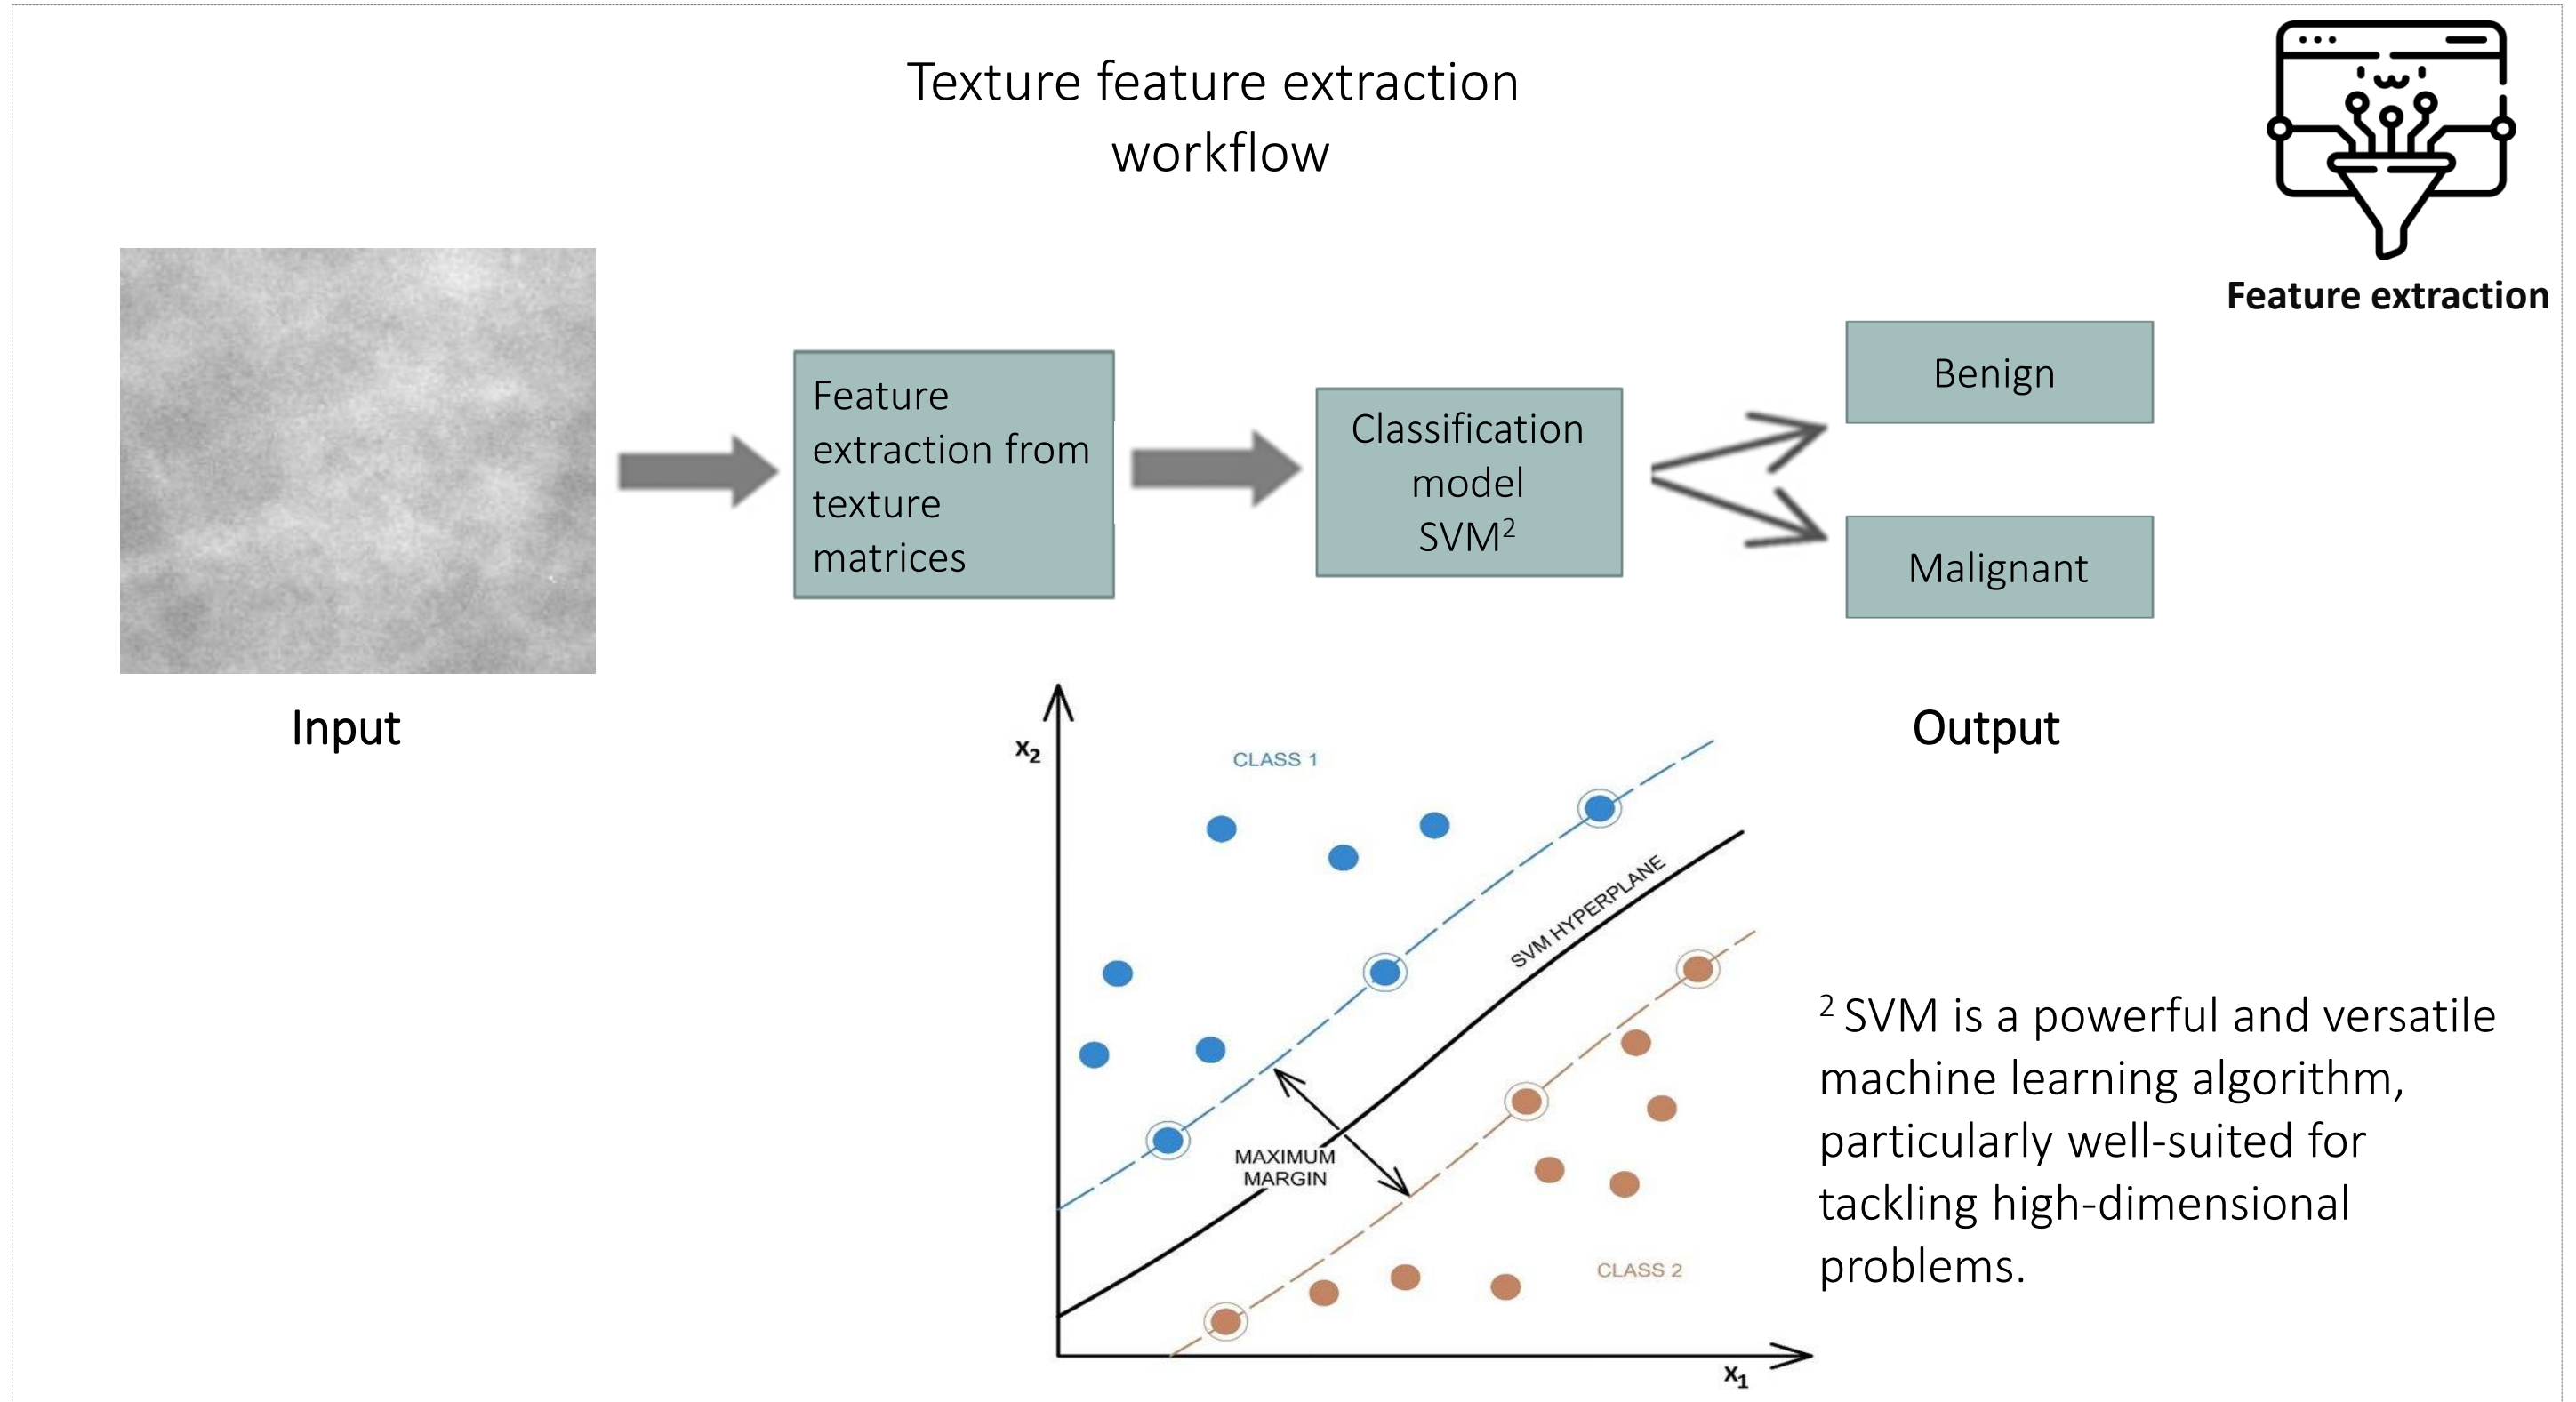 Texture feature extraction
workflow
Feature extraction
Feature
extraction from
texture
matrices
Classification
model
SVM²
Benign
Malignant
Input
Output
x₂
CLASS 1
SVM HYPERPLANE
MAXIMUM
MARGIN
CLASS 2
x₁
² SVM is a powerful and versatile
machine learning algorithm,
particularly well-suited for
tackling high-dimensional
problems.